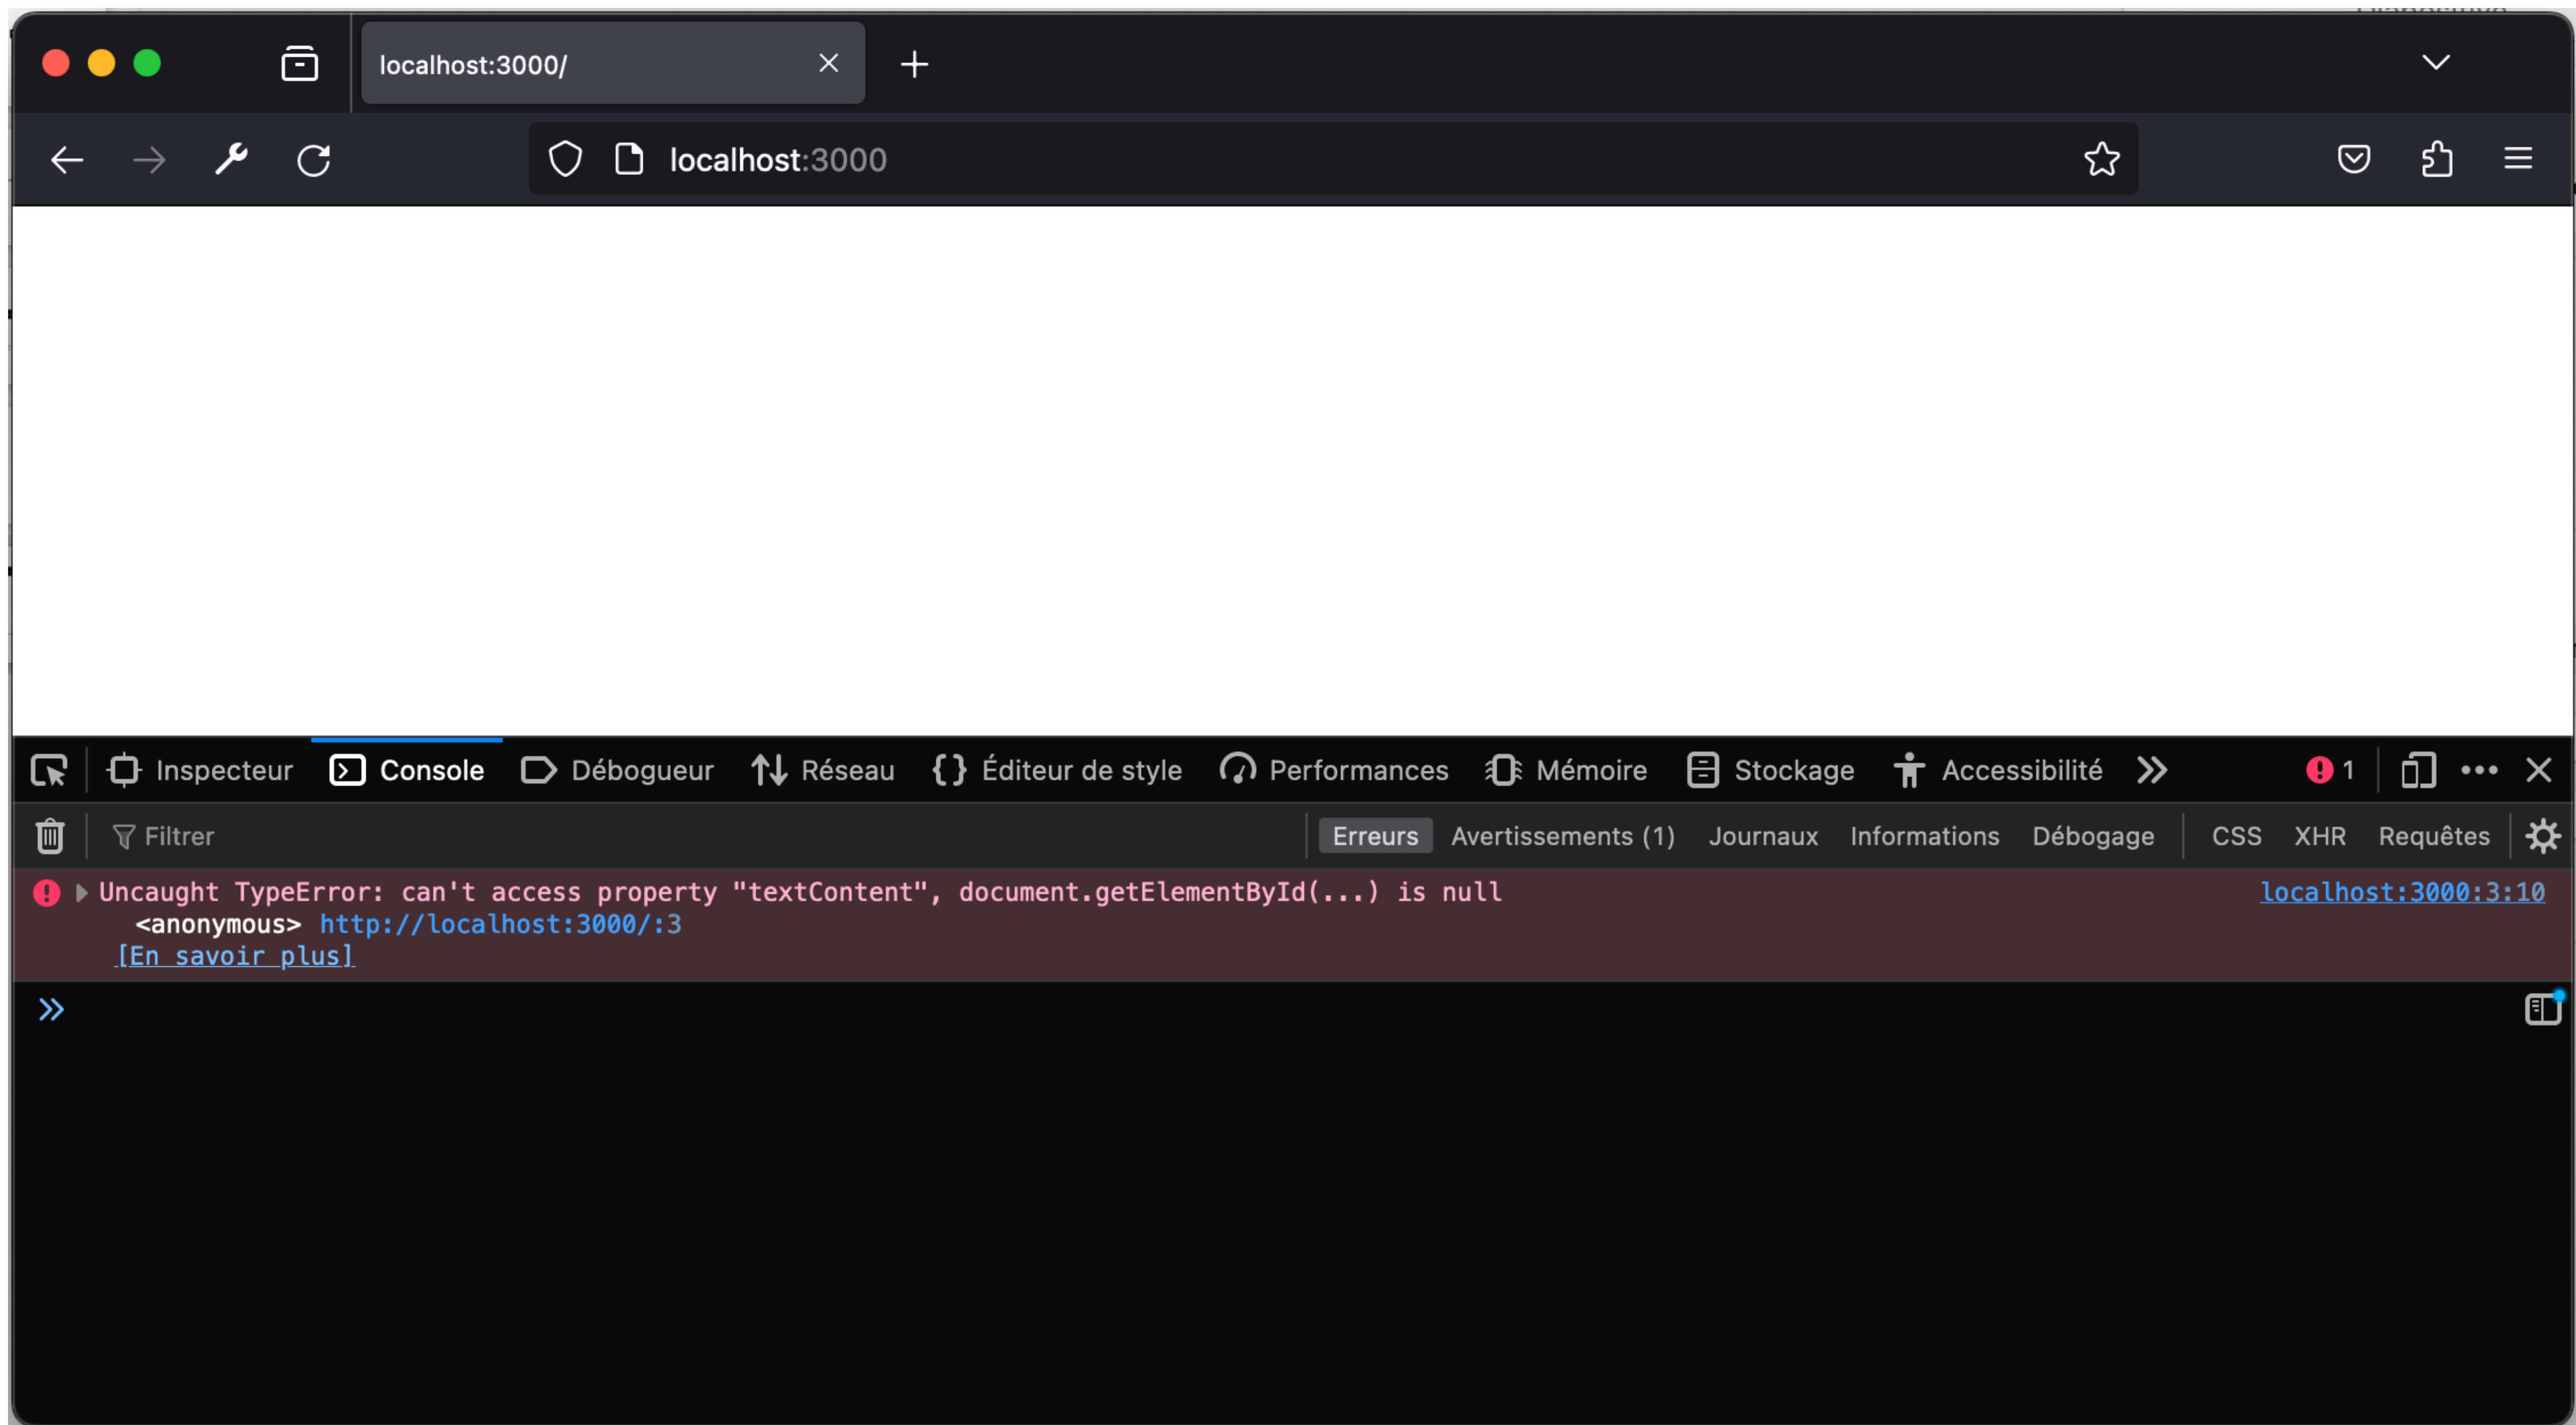 localhost:3000/
localhost:3000
Inspecteur Console Débogueur Réseau Éditeur de style Performances Mémoire Stockage Accessibilité 1
Filtrer Erreurs Avertissements (1) Journaux Informations Débogage CSS XHR Requêtes
Uncaught TypeError: can't access property "textContent", document.getElementById(...) is null localhost:3000:3:10
<anonymous> http://localhost:3000/:3
[En savoir plus]